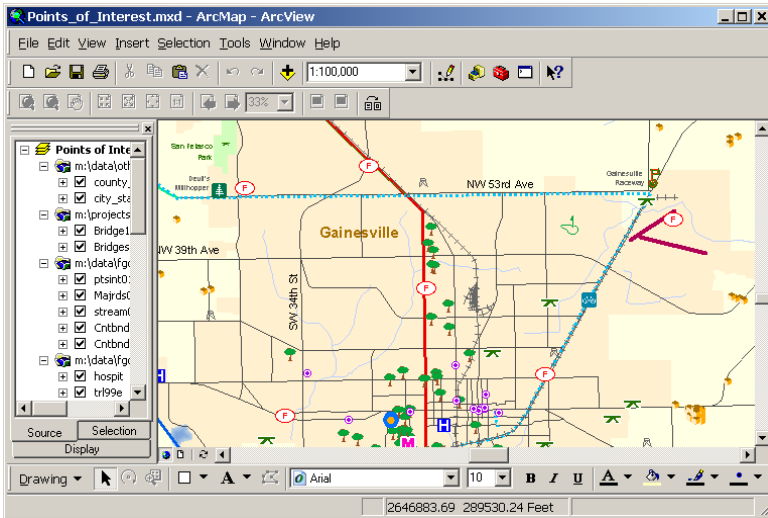 Points_of_Interest.mxd - ArcMap - ArcView
File Edit View Insert Selection Tools Window Help
1:100,000
33%
Points of Inte
m:\data\oth
county_
city_sta
m:\projects
Bridge1
Bridges
m:\data\fgd
ptsint01
Majrds0
stream0
Cntbnd
Cntbnd
m:\data\fgd
hospit
trl99e
Source Selection
Display
San Felasco
Park
Devil's
Millhopper
F
F
NW 53rd Ave
Gainesville
Raceway
F
Gainesville
NW 39th Ave
SW 34th St
F
F
H
F
H
M
Drawing A Arial 10 B I U A
2646883.69 289530.24 Feet